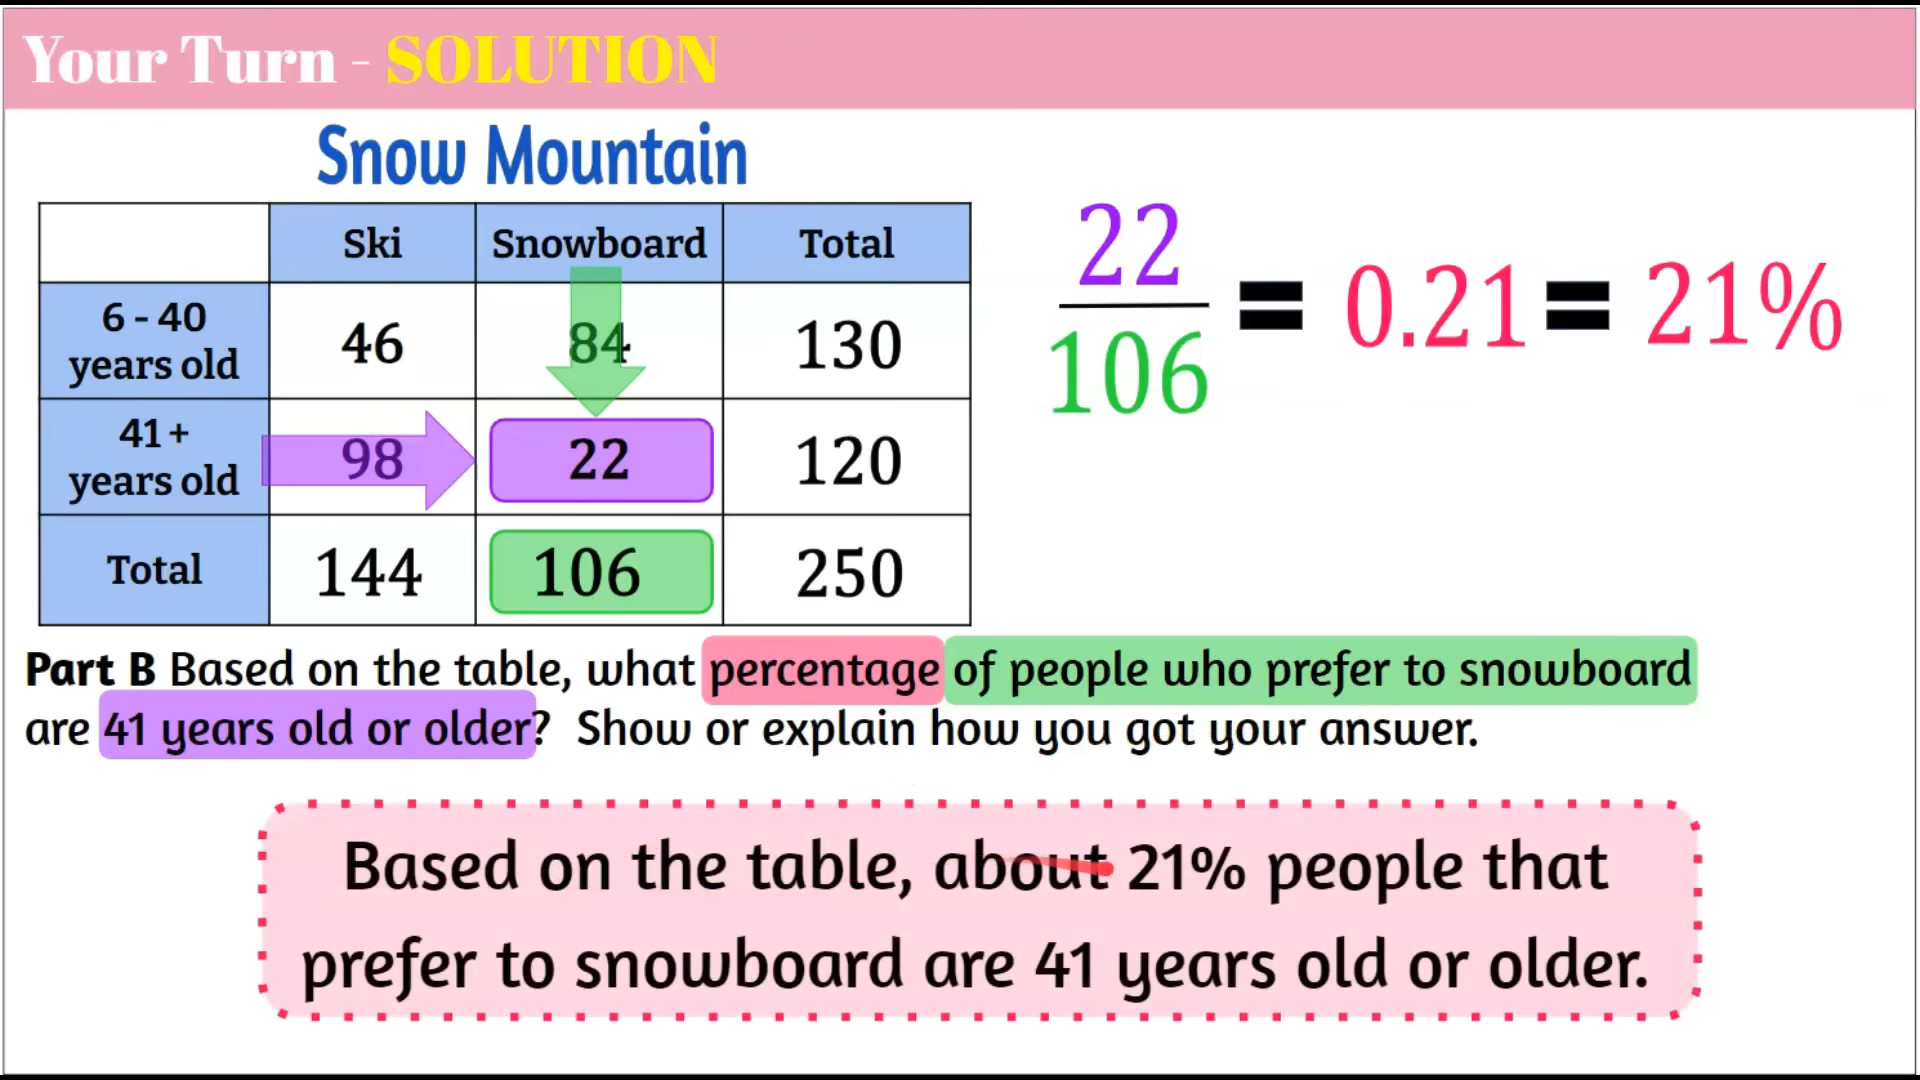 Your Turn - SOLUTION
Snow Mountain
Ski Snowboard Total
6 - 40
years old
46 84 130
41 +
years old
98 22 120
Total 144 106 250
22
106
= 0.21 = 21%
Part B Based on the table, what percentage of people who prefer to snowboard
are 41 years old or older? Show or explain how you got your answer.
Based on the table, about 21% people that
prefer to snowboard are 41 years old or older.